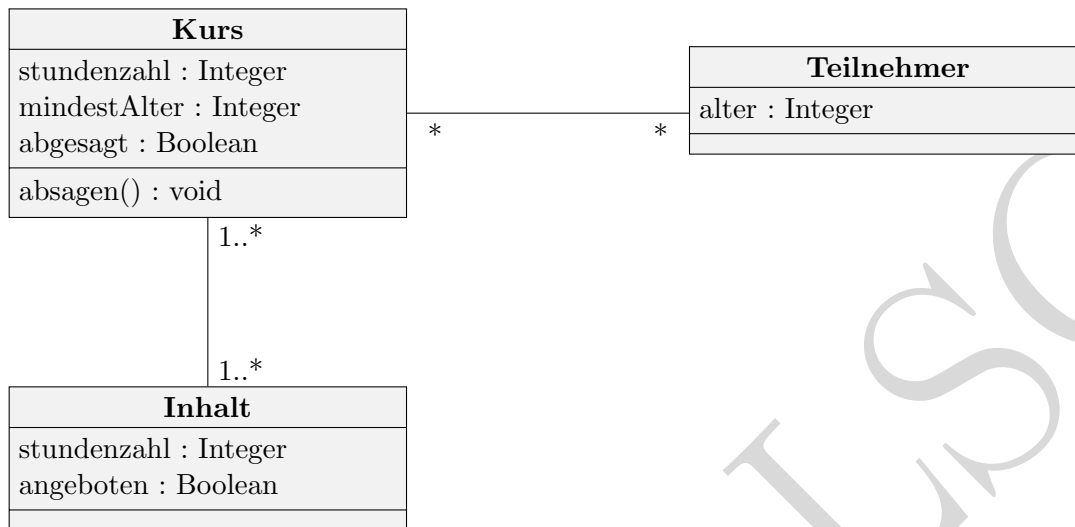 Kurs
stundenzahl : Integer
mindestAlter : Integer
abgesagt : Boolean
absagen() : void
Teilnehmer
alter : Integer
*
*
1..*
1..*
Inhalt
stundenzahl : Integer
angeboten : Boolean